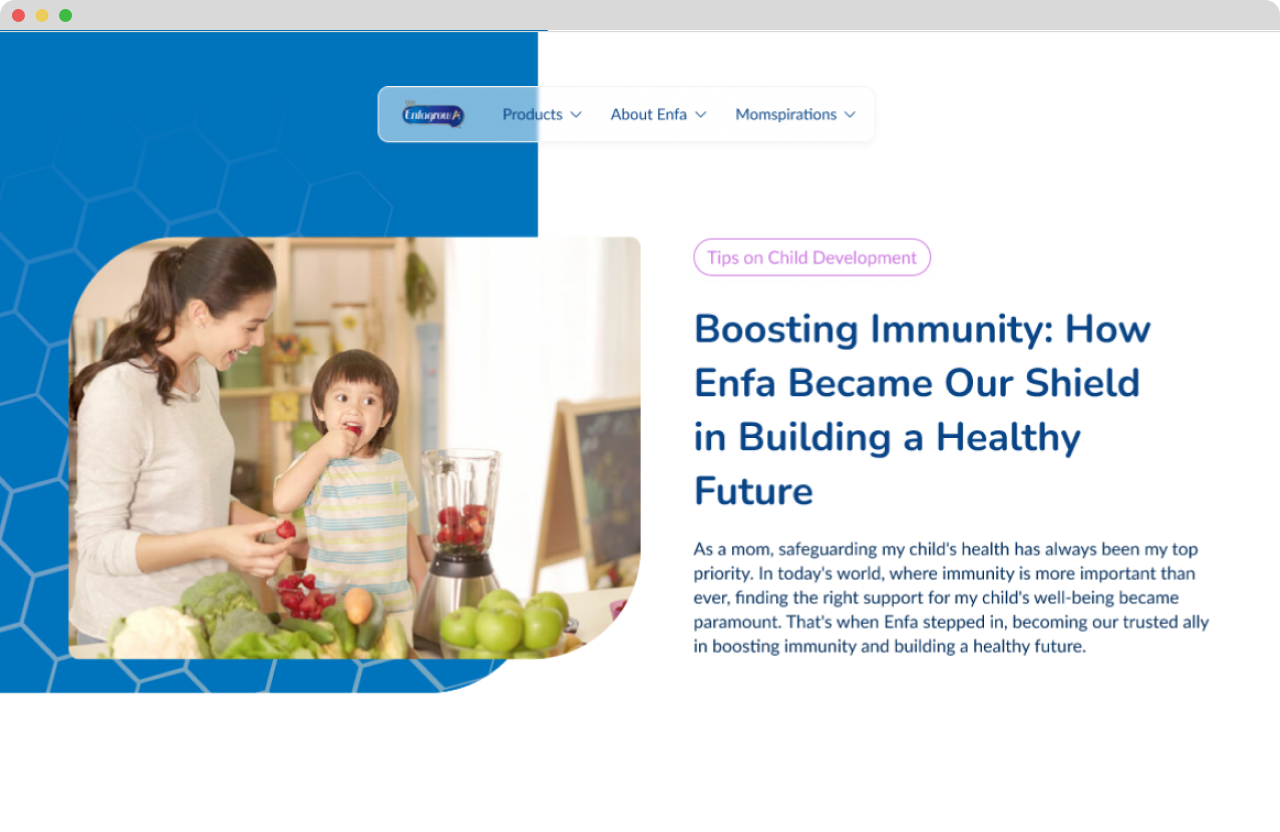 Enfagrow A+
Products
About Enfa
Momspirations
Tips on Child Development
Boosting Immunity: How
Enfa Became Our Shield
in Building a Healthy
Future
As a mom, safeguarding my child's health has always been my top
priority. In today's world, where immunity is more important than
ever, finding the right support for my child's well-being became
paramount. That's when Enfa stepped in, becoming our trusted ally
in boosting immunity and building a healthy future.